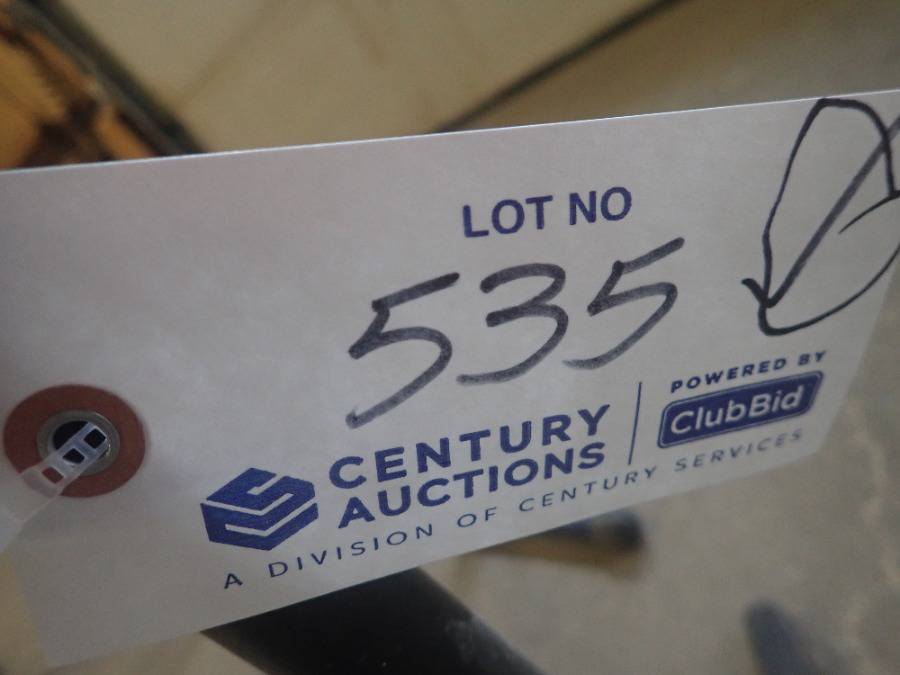 LOT NO
535
CENTURY
AUCTIONS
POWERED BY
ClubBid
A DIVISION OF CENTURY SERVICES